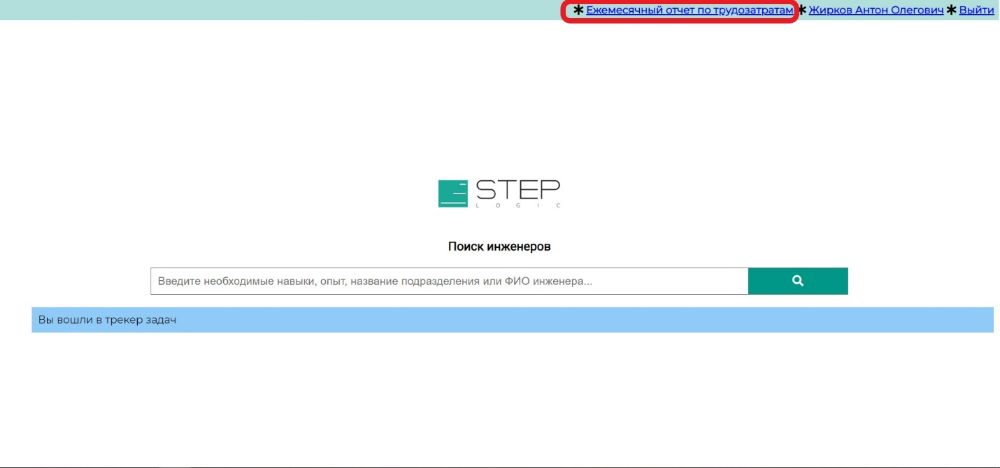 ✱ Ежемесячный отчет по трудозатратам ✱ Жирков Антон Олегович ✱ Выйти
STEP
LOGIC
Поиск инженеров
Введите необходимые навыки, опыт, название подразделения или ФИО инженера...
Вы вошли в трекер задач